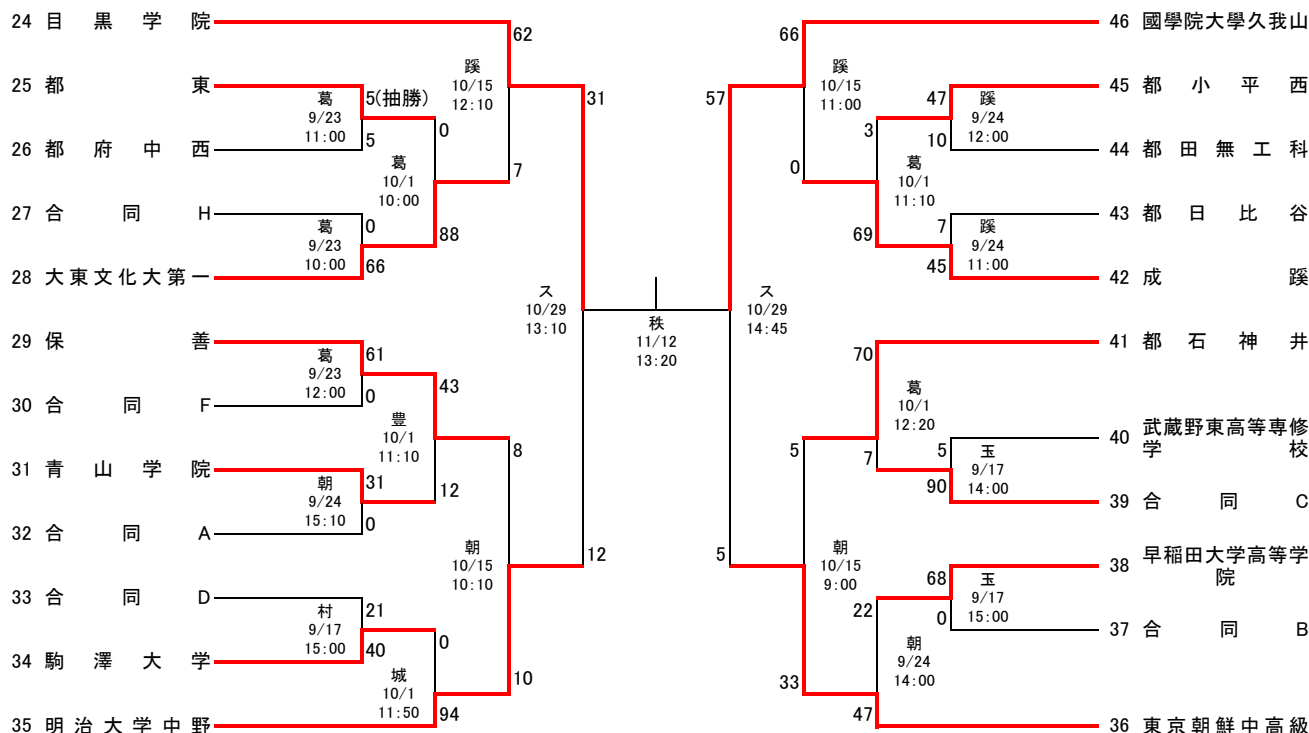 24 目黒学院
62
蹊
10/15
12:10
25 都東
5(抽勝)
葛
9/23
11:00
5
26 都府中西
0
葛
10/1
10:00
7
31
27 合同H
0
葛
9/23
10:00
66
88
28 大東文化大第一
ス
10/29
13:10
29 保善
61
葛
9/23
12:00
0
43
30 合同F
豊
10/1
11:10
8
31 青山学院
31
朝
9/24
15:10
0
12
32 合同A
朝
10/15
10:10
12
33 合同D
21
村
9/17
15:00
40
0
34 駒澤大学
城
10/1
11:50
10
94
35 明治大学中野
秩
11/12
13:20
66
46 國學院大學久我山
蹊
10/15
11:00
57
47
45 都小平西
蹊
9/24
12:00
3
10
44 都田無工科
葛
10/1
11:10
0
7
43 都日比谷
蹊
9/24
11:00
69
45
42 成蹊
ス
10/29
14:45
70
41 都石神井
葛
10/1
12:20
5
5
40 武蔵野東高等専修
学校
7
玉
9/17
14:00
90
39 合同C
5
朝
10/15
9:00
68
38 早稲田大学高等学
院
玉
9/17
15:00
22
0
37 合同B
朝
9/24
14:00
33
47
36 東京朝鮮中高級